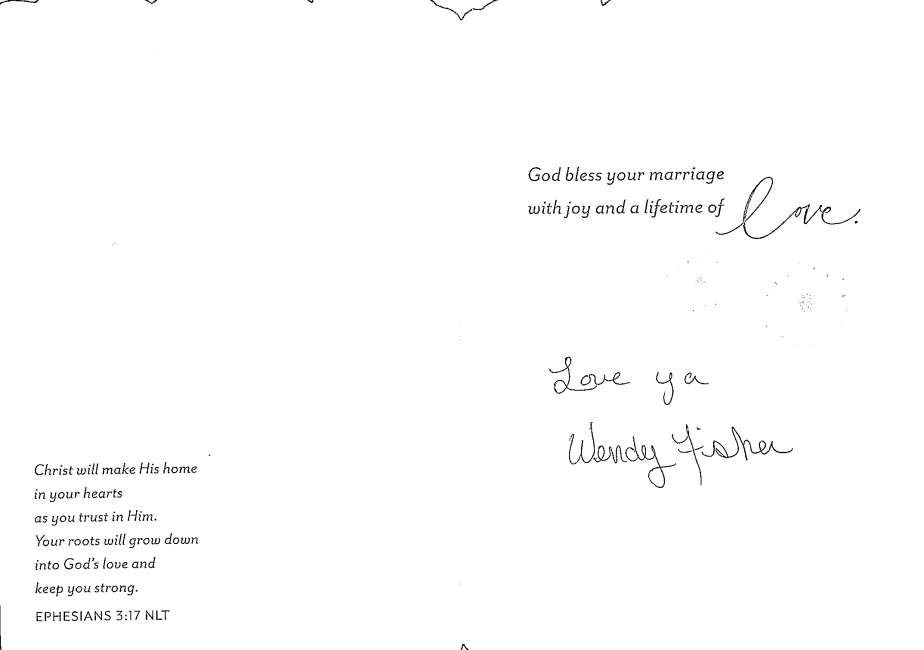 God bless your marriage
with joy and a lifetime of love.
Love ya
Wendy Fisher
Christ will make His home
in your hearts
as you trust in Him.
Your roots will grow down
into God's love and
keep you strong.
EPHESIANS 3:17 NLT